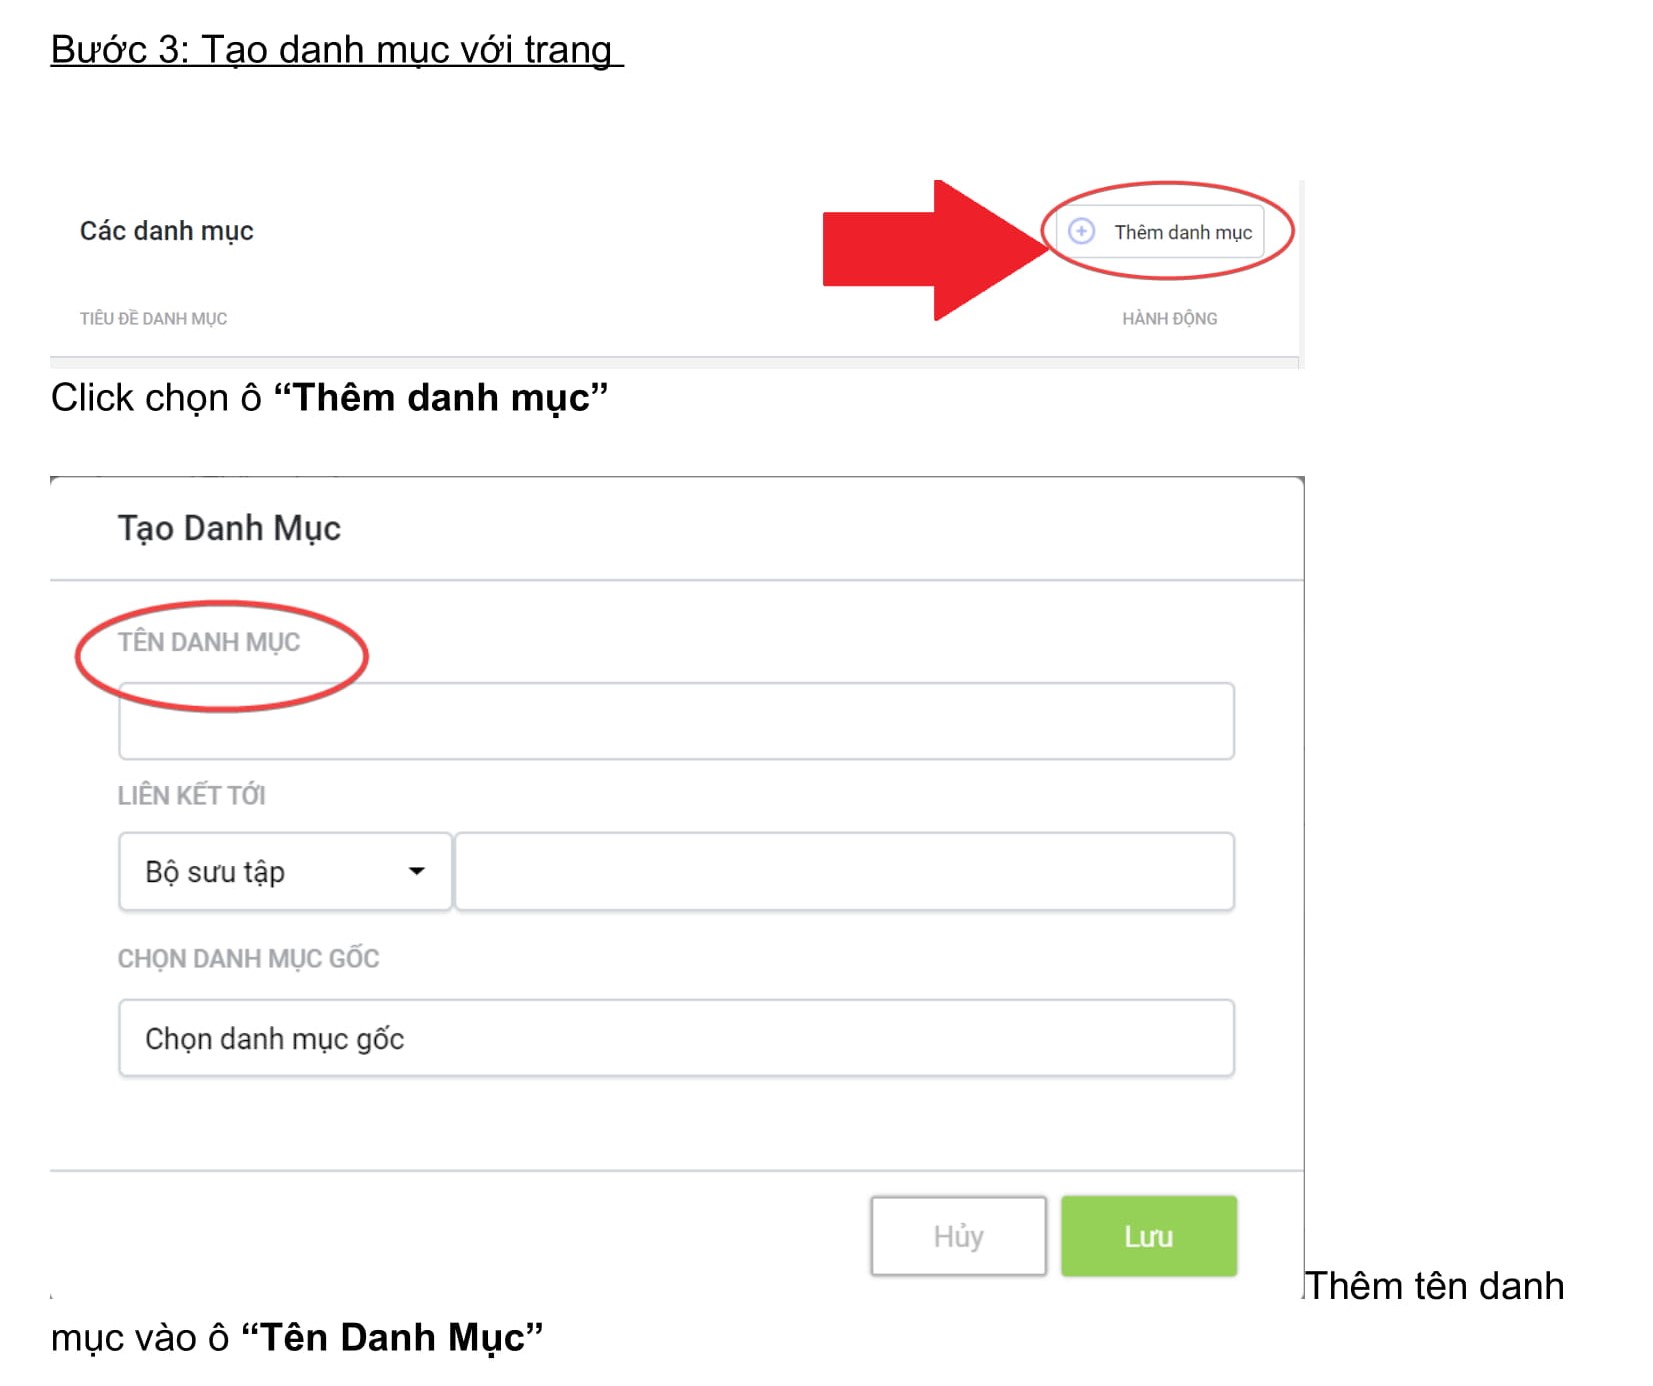 Bước 3: Tạo danh mục với trang
Các danh mục
Thêm danh mục
TIÊU ĐỀ DANH MỤC
HÀNH ĐỘNG
Click chọn ô “Thêm danh mục”
Tạo Danh Mục
TÊN DANH MỤC
LIÊN KẾT TỚI
Bộ sưu tập
CHỌN DANH MỤC GỐC
Chọn danh mục gốc
Hủy
Lưu
Thêm tên danh
mục vào ô “Tên Danh Mục”